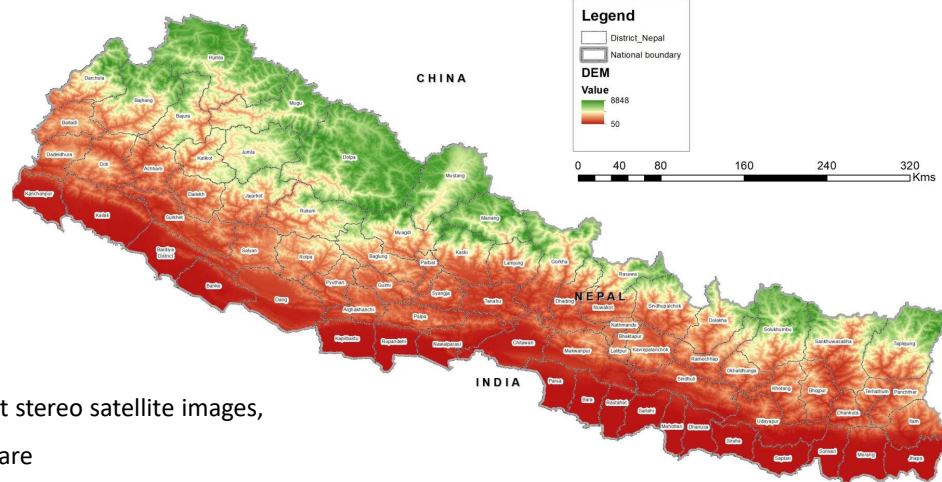 Legend
District_Nepal
National boundary
DEM
Value
8848
50
0 40 80 160 240 320
Kms
CHINA
NEPAL
INDIA
Humla
Darchula
Bajhang
Mugu
Bajura
Baitadi
Dolpa
Jumla
Dadeldhura
Doti
Kalikot
Achham
Mustang
Kanchanpur
Dailekh
Jajarkot
Kailali
Rukum
Manang
Surkhet
Myagdi
Bardiya
District
Salyan
Rolpa
Baglung
Parbat
Kaski
Lamjung
Gorkha
Rasuwa
Banke
Dang
Pyuthan
Gulmi
Syangja
Tanahu
Dhading
Nuwakot
Sindhupalchok
Dolakha
Solukhumbu
Sankhuwasabha
Taplejung
Arghakhanchi
Palpa
Kathmandu
Bhaktapur
Lalitpur
Kavrepalanchok
Ramechhap
Kapilbastu
Rupandehi
Nawalparasi
Chitawan
Makwanpur
Okhaldhunga
Khotang
Bhojpur
Terhathum
Panchthar
Sindhuli
Parsa
Bara
Rautahat
Sarlahi
Mahottari
Dhanusa
Siraha
Udayapur
Dhankuta
Ilam
Saptari
Sunsari
Morang
Jhapa
t stereo satellite images,
are